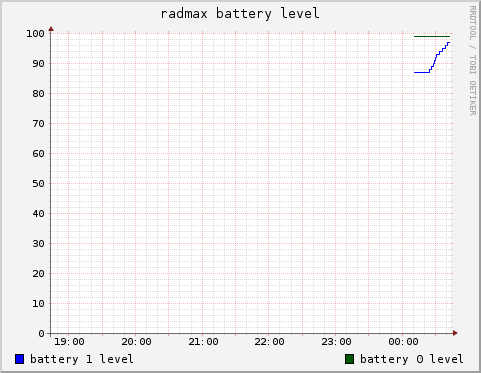 radmax battery level
RRDTOOL / TOBI OETIKER
100
90
80
70
60
50
40
30
20
10
0
19:00 20:00 21:00 22:00 23:00 00:00
battery 1 level battery 0 level